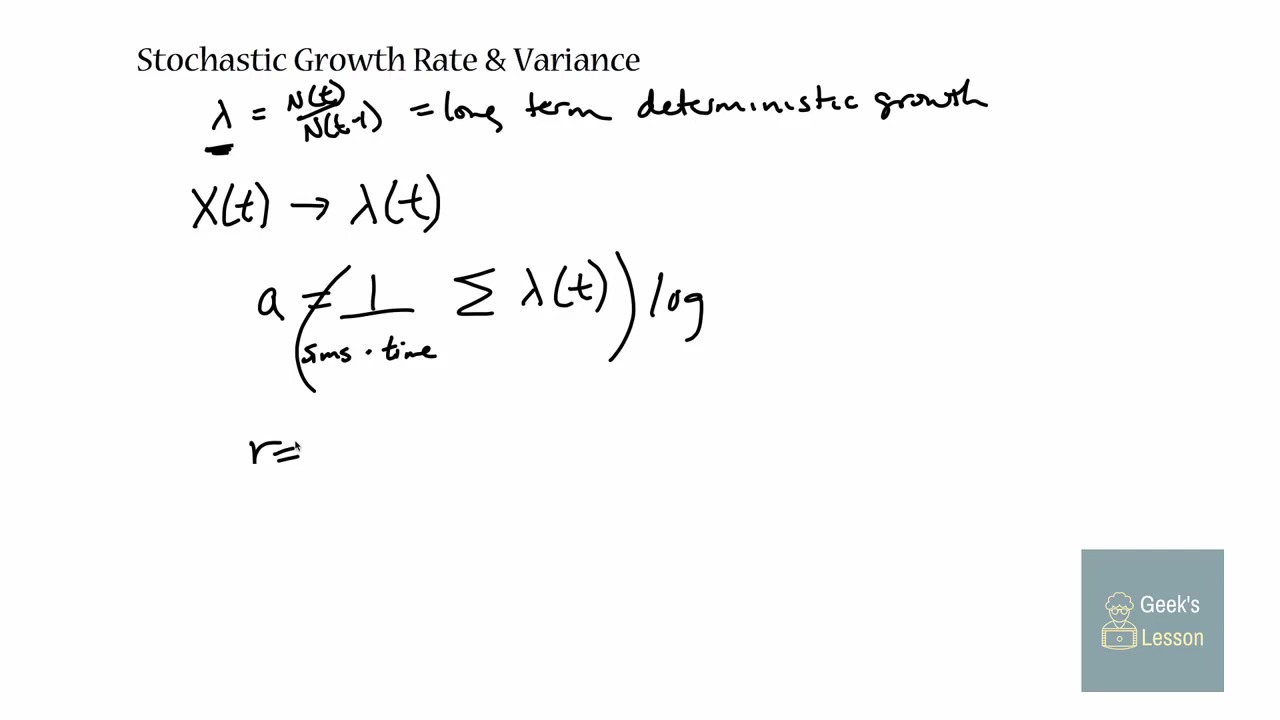 Stochastic Growth Rate & Variance
λ = N(t)/N(t-1) = long term deterministic growth
X(t) → λ(t)
a = (1/(sims · time) Σ λ(t)) log
r=
Geek's
Lesson